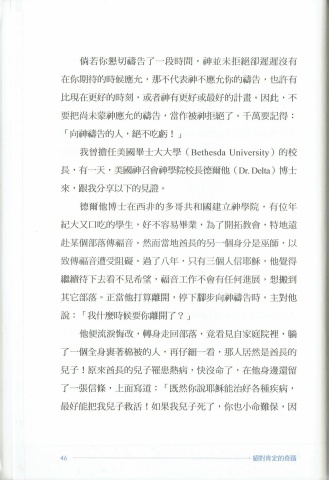 倘若你懇切禱告了一段時間，神並未拒絕卻遲遲沒有
在你期待的時候應允，那不代表神不應允你的禱告，也許有
比現在更好的時刻，或者神有更好或最好的計畫。因此，不
要把尚未蒙神應允的禱告，當作被神拒絕了。千萬要記得：
「向神禱告的人，絕不吃虧！」
我曾擔任美國畢士大大學（Bethesda University）的校
長，有一天，美國神召會神學院校長德爾他（Dr. Delta）博士
來，跟我分享以下的見證。
德爾他博士在西非的多哥共和國建立神學院，有位年
紀大又口吃的學生，好不容易畢業，為了開拓教會，特地遠
赴某個部落傳福音。然而當地酋長的另一個身分是巫師，以
致傳福音遭受阻礙。過了八年，只有三個人信耶穌。他覺得
繼續待下去看不見希望，福音工作不會有任何進展，想搬到
其它部落。正當他打算離開，停下腳步向神禱告時，主對他
說：「我什麼時候要你離開了？」
他便流淚悔改，轉身走回部落，竟看見自家庭院裡，躺
了一個全身裹著棉被的人，再仔細一看，那人居然是酋長的
兒子！原來酋長的兒子罹患熱病，快沒命了，在他身邊還留
了一張信條，上面寫道：「既然你說耶穌能治好各種疾病，
最好能把我兒子救活！如果我兒子死了，你也小命難保，因
46 絕對肯定的奇蹟